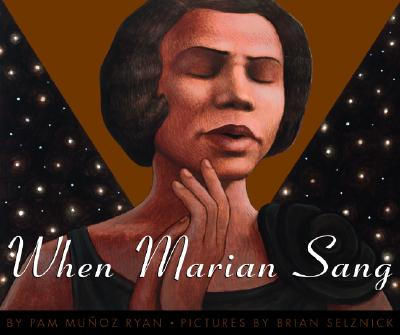 When Marian Sang
BY PAM MUÑOZ RYAN • PICTURES BY BRIAN SELZNICK